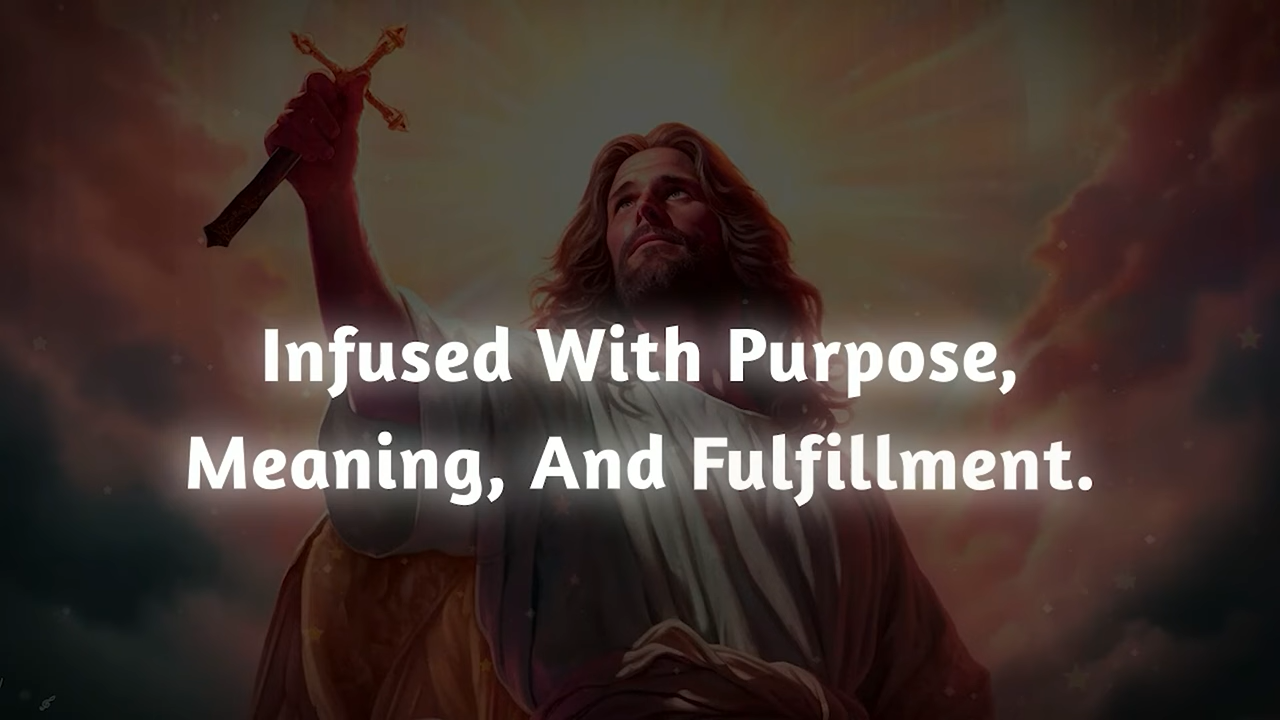 Infused With Purpose,
Meaning, And Fulfillment.